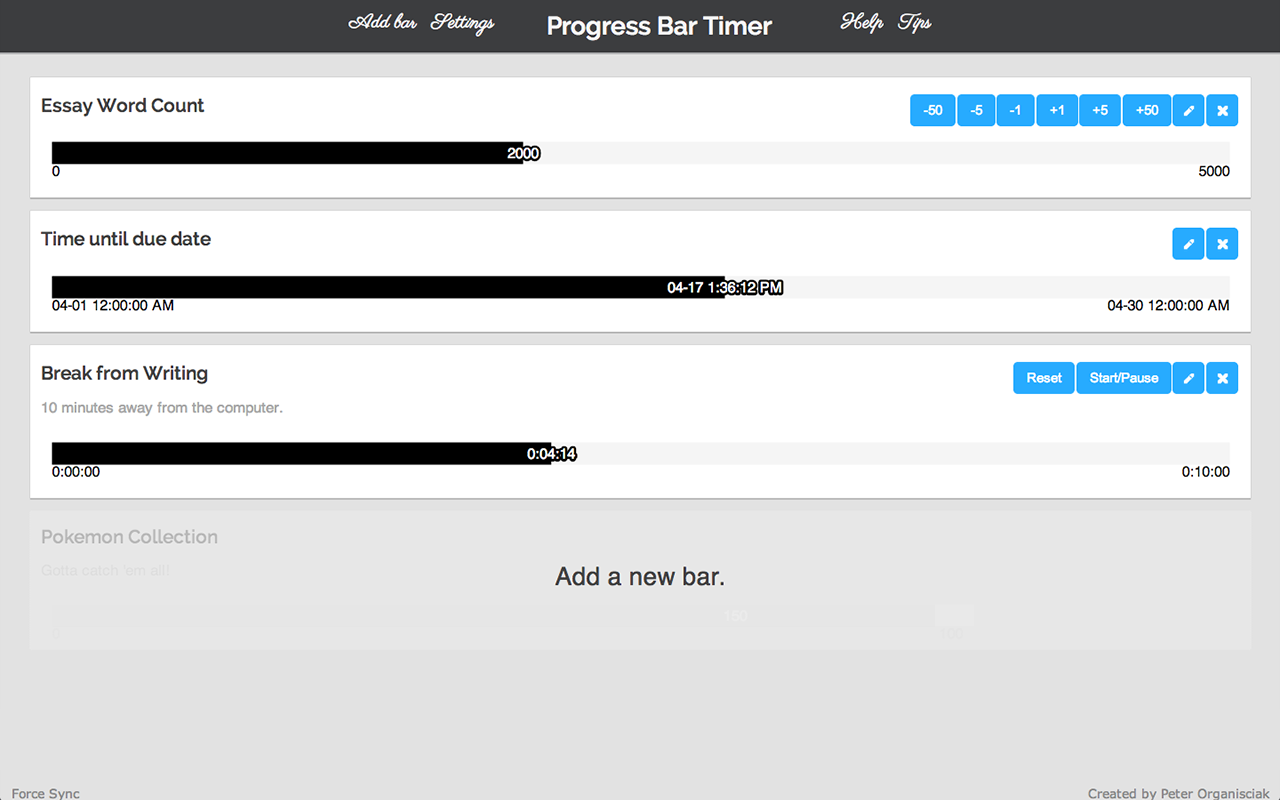 Add bar Settings Progress Bar Timer Help Tips
Essay Word Count -50 -5 -1 +1 +5 +50
2000
0 5000
Time until due date
04-17 1:36:12 PM
04-01 12:00:00 AM 04-30 12:00:00 AM
Break from Writing Reset Start/Pause
10 minutes away from the computer.
0:04:14
0:00:00 0:10:00
Pokemon Collection
Gotta catch 'em all!
Add a new bar.
150
Force Sync Created by Peter Organisciak